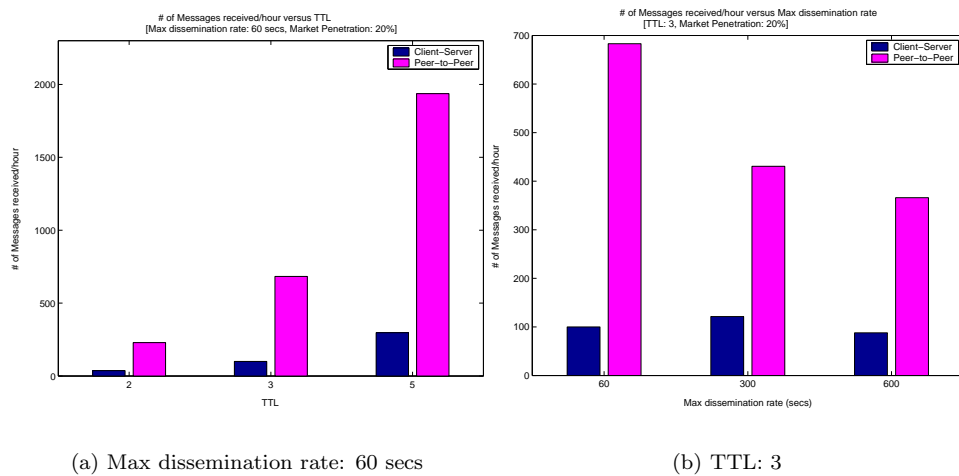 # of Messages received/hour versus TTL
[Max dissemination rate: 60 secs, Market Penetration: 20%]
Client−Server
Peer−to−Peer
# of Messages received/hour
2000
1500
1000
500
0
2
3
5
TTL
(a) Max dissemination rate: 60 secs
# of Messages received/hour versus Max dissemination rate
[TTL: 3, Market Penetration: 20%]
Client−Server
Peer−to−Peer
# of Messages received/hour
700
600
500
400
300
200
100
0
60
300
600
Max dissemination rate (secs)
(b) TTL: 3